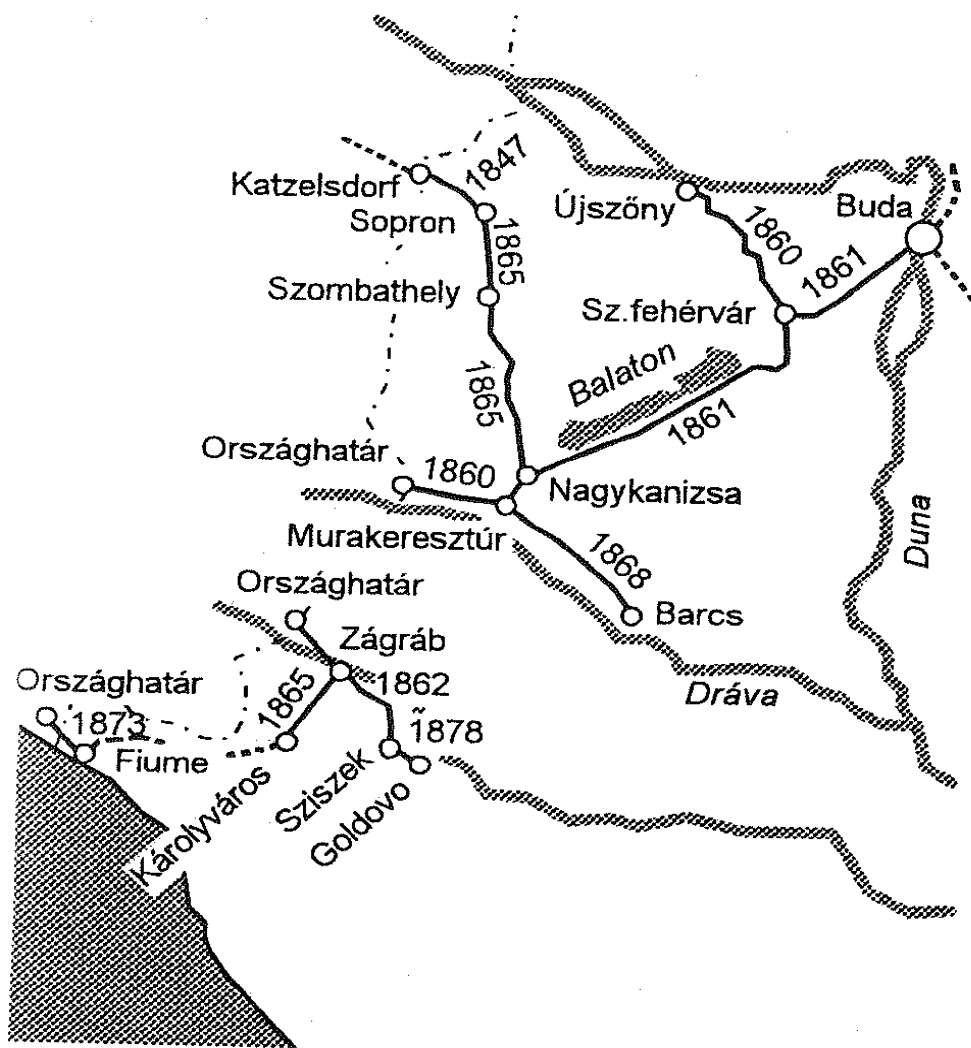 1847
Katzelsdorf
Sopron
Újszőny
Buda
1865
1860
1861
Szombathely
Sz.fehérvár
Balaton
1865
1861
Országhatár
1860
Nagykanizsa
Duna
Murakeresztúr
1868
Országhatár
Barcs
Zágráb
Dráva
Országhatár
1865
1862
1873
1878
Fiume
Károlyváros
Sziszek
Goldovo